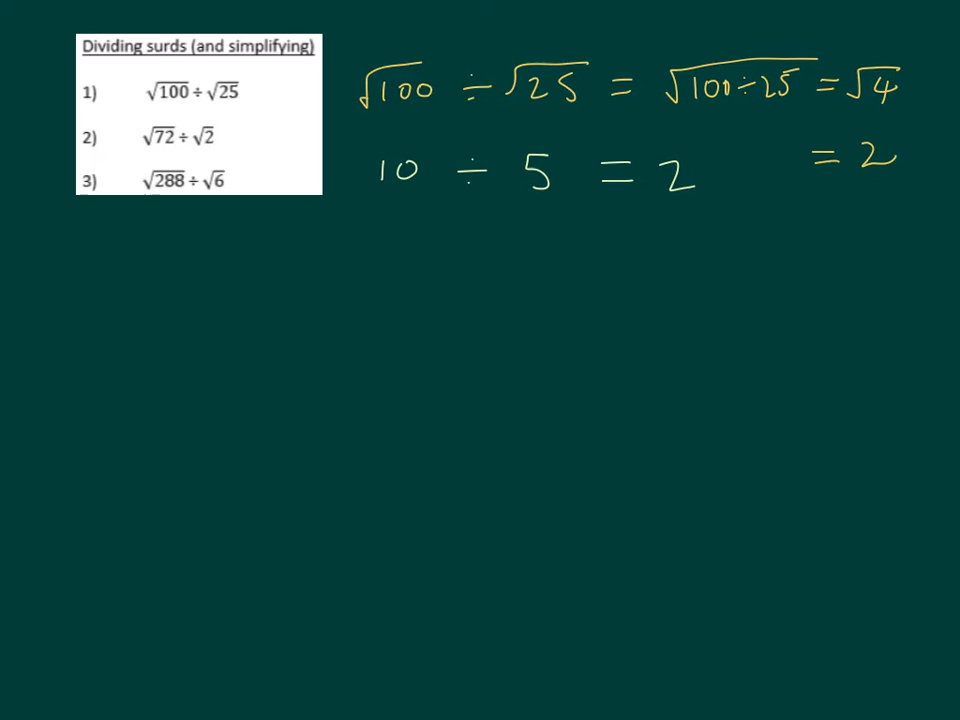 Dividing surds (and simplifying)
1) √100 ÷ √25
2) √72 ÷ √2
3) √288 ÷ √6
√100 ÷ √25 = √100÷25 = √4
= 2
10 ÷ 5 = 2